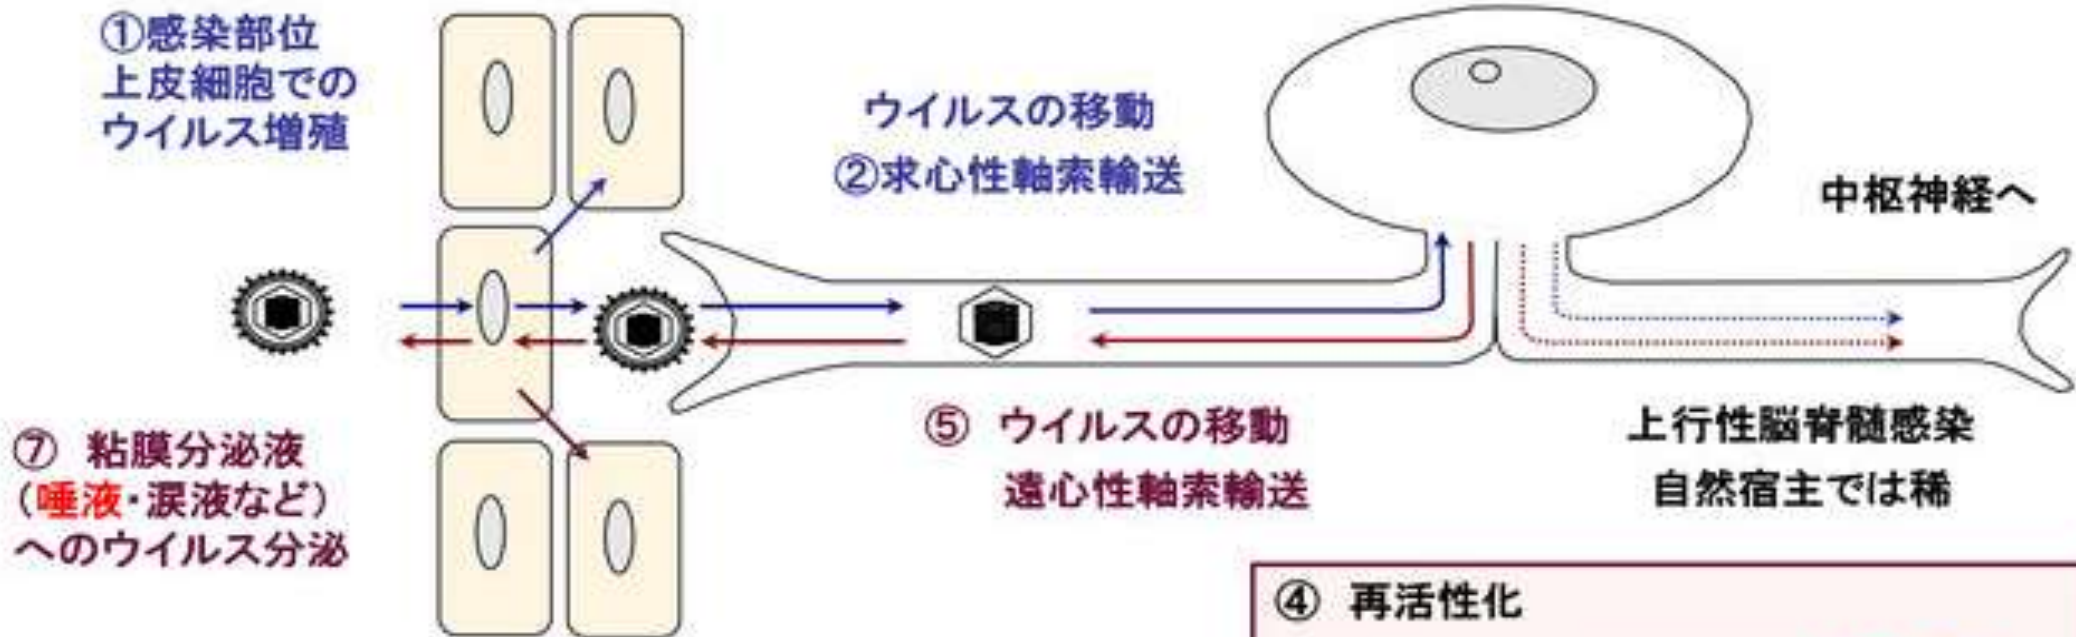 ①感染部位
上皮細胞での
ウイルス増殖
ウイルスの移動
②求心性軸索輸送
中枢神経へ
⑦ 粘膜分泌液
(唾液・涙液など)
へのウイルス分泌
⑤ ウイルスの移動
遠心性軸索輸送
上行性脳脊髄感染
自然宿主では稀
④ 再活性化